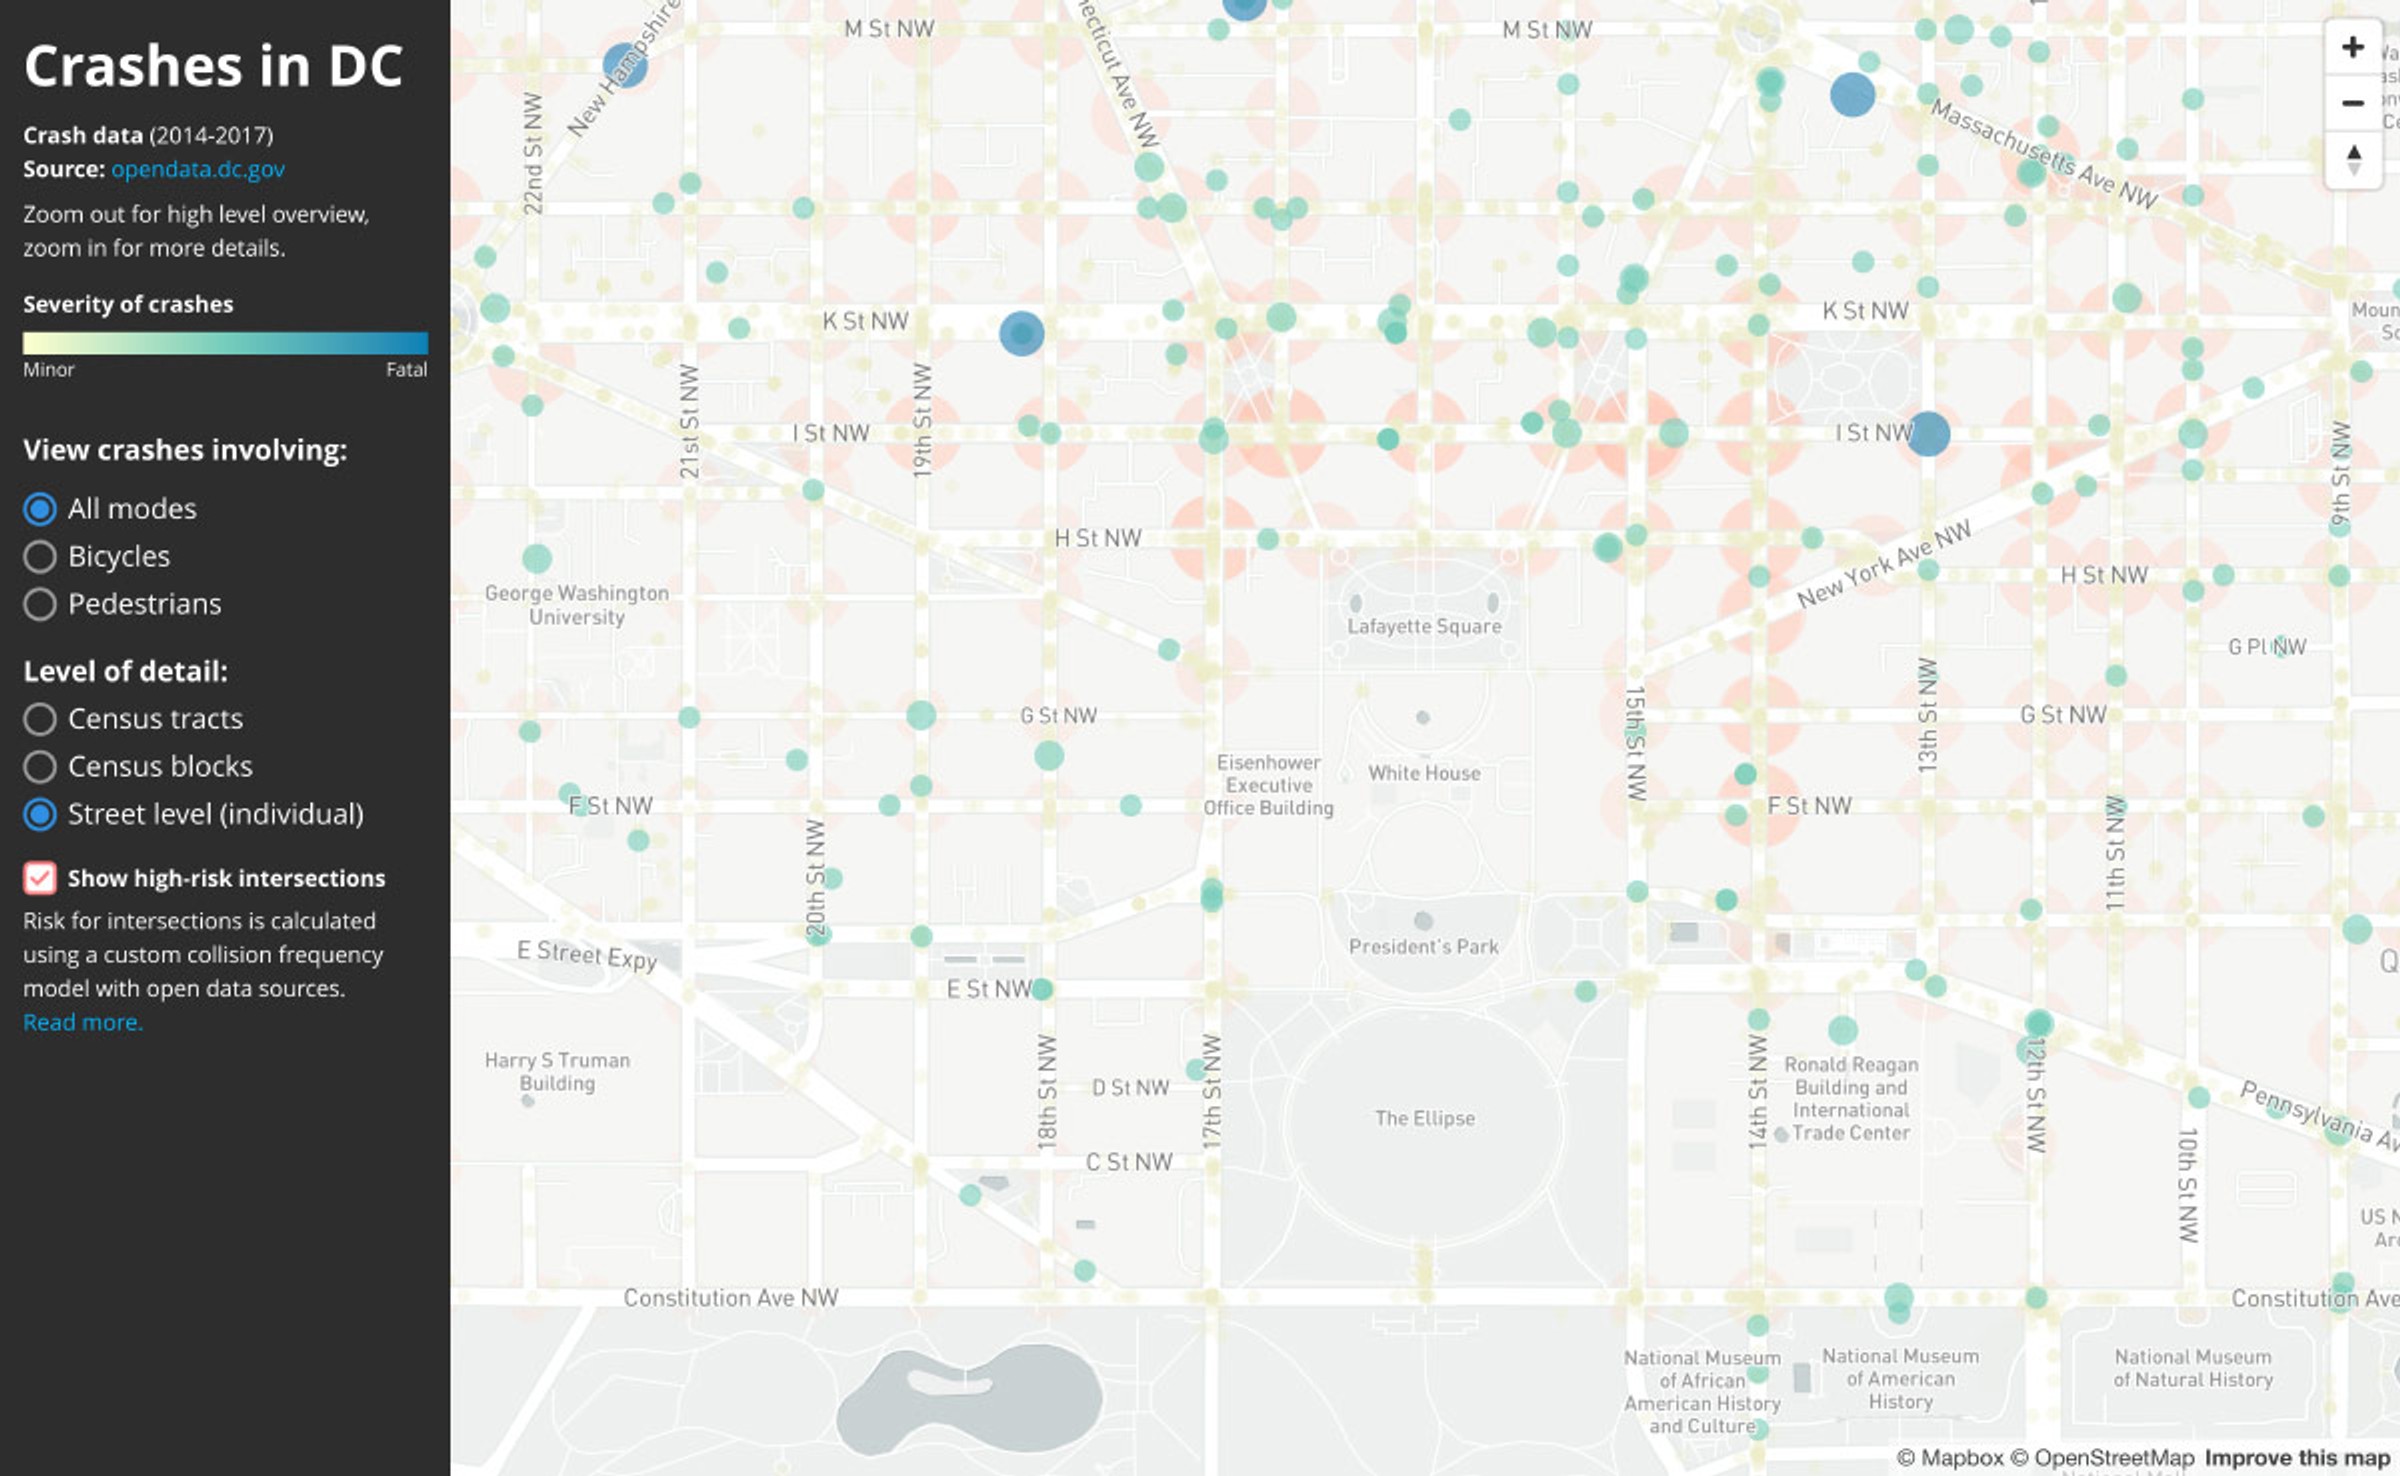 Crashes in DC
Crash data (2014-2017)
Source: opendata.dc.gov
Zoom out for high level overview,
zoom in for more details.
Severity of crashes
Minor
Fatal
View crashes involving:
All modes
Bicycles
Pedestrians
Level of detail:
Census tracts
Census blocks
Street level (individual)
Show high-risk intersections
Risk for intersections is calculated
using a custom collision frequency
model with open data sources.
Read more.
M St NW
M St NW
New Hampshire
Ave NW
22nd St NW
Massachusetts Ave NW
K St NW
K St NW
21st St NW
19th St NW
I St NW
I St NW
9th St NW
H St NW
New York Ave NW
H St NW
George Washington
University
Lafayette Square
G Pl NW
G St NW
15th St NW
13th St NW
G St NW
Eisenhower
Executive
Office Building
White House
F St NW
F St NW
20th St NW
11th St NW
E Street Expy
President's Park
E St NW
Harry S Truman
Building
18th St NW
D St NW
17th St NW
The Ellipse
14th St NW
Ronald Reagan
Building and
International
Trade Center
12th St NW
Pennsylvania
C St NW
10th St NW
Constitution Ave NW
Constitution Ave
National Museum
of African
American History
and Culture
National Museum
of American
History
National Museum
of Natural History
© Mapbox © OpenStreetMap Improve this map